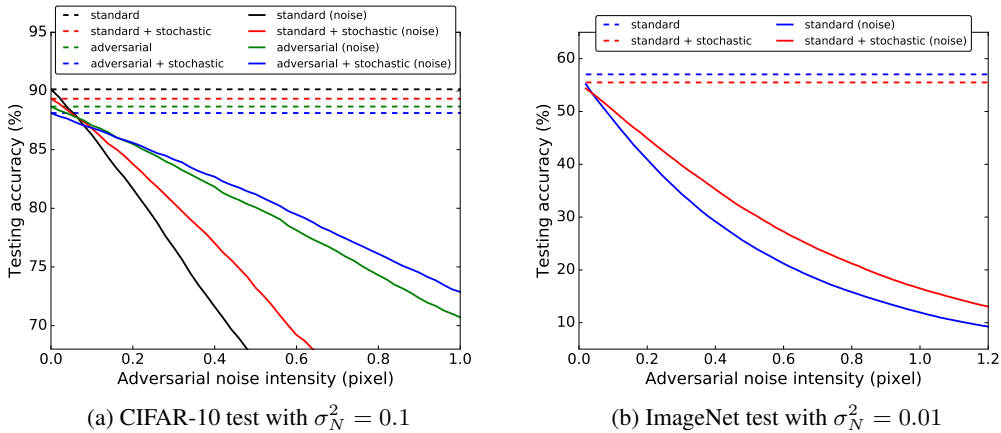 standard
standard + stochastic
adversarial
adversarial + stochastic
standard (noise)
standard + stochastic (noise)
adversarial (noise)
adversarial + stochastic (noise)
95
90
85
80
75
70
Testing accuracy (%)
0.0 0.2 0.4 0.6 0.8 1.0
Adversarial noise intensity (pixel)
(a) CIFAR-10 test with σ²_N = 0.1
standard
standard + stochastic
standard (noise)
standard + stochastic (noise)
60
50
40
30
20
10
Testing accuracy (%)
0.0 0.2 0.4 0.6 0.8 1.0 1.2
Adversarial noise intensity (pixel)
(b) ImageNet test with σ²_N = 0.01